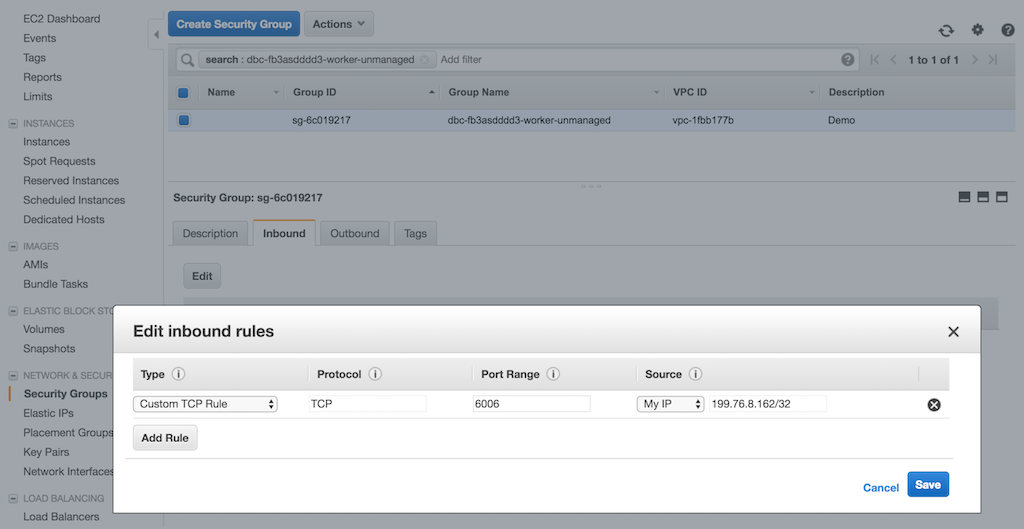 EC2 Dashboard
Events
Tags
Reports
Limits
INSTANCES
Instances
Spot Requests
Reserved Instances
Scheduled Instances
Dedicated Hosts
IMAGES
AMIs
Bundle Tasks
ELASTIC BLOCK STO
Volumes
Snapshots
NETWORK & SECUR
Security Groups
Elastic IPs
Placement Groups
Key Pairs
Network Interfaces
LOAD BALANCING
Load Balancers
Create Security Group Actions
search : dbc-fb3asdddd3-worker-unmanaged Add filter 1 to 1 of 1
Name Group ID Group Name VPC ID Description
sg-6c019217 dbc-fb3asdddd3-worker-unmanaged vpc-1fbb177b Demo
Security Group: sg-6c019217
Description Inbound Outbound Tags
Edit
Edit inbound rules
Type Protocol Port Range Source
Custom TCP Rule TCP 6006 My IP 199.76.8.162/32
Add Rule
Cancel Save